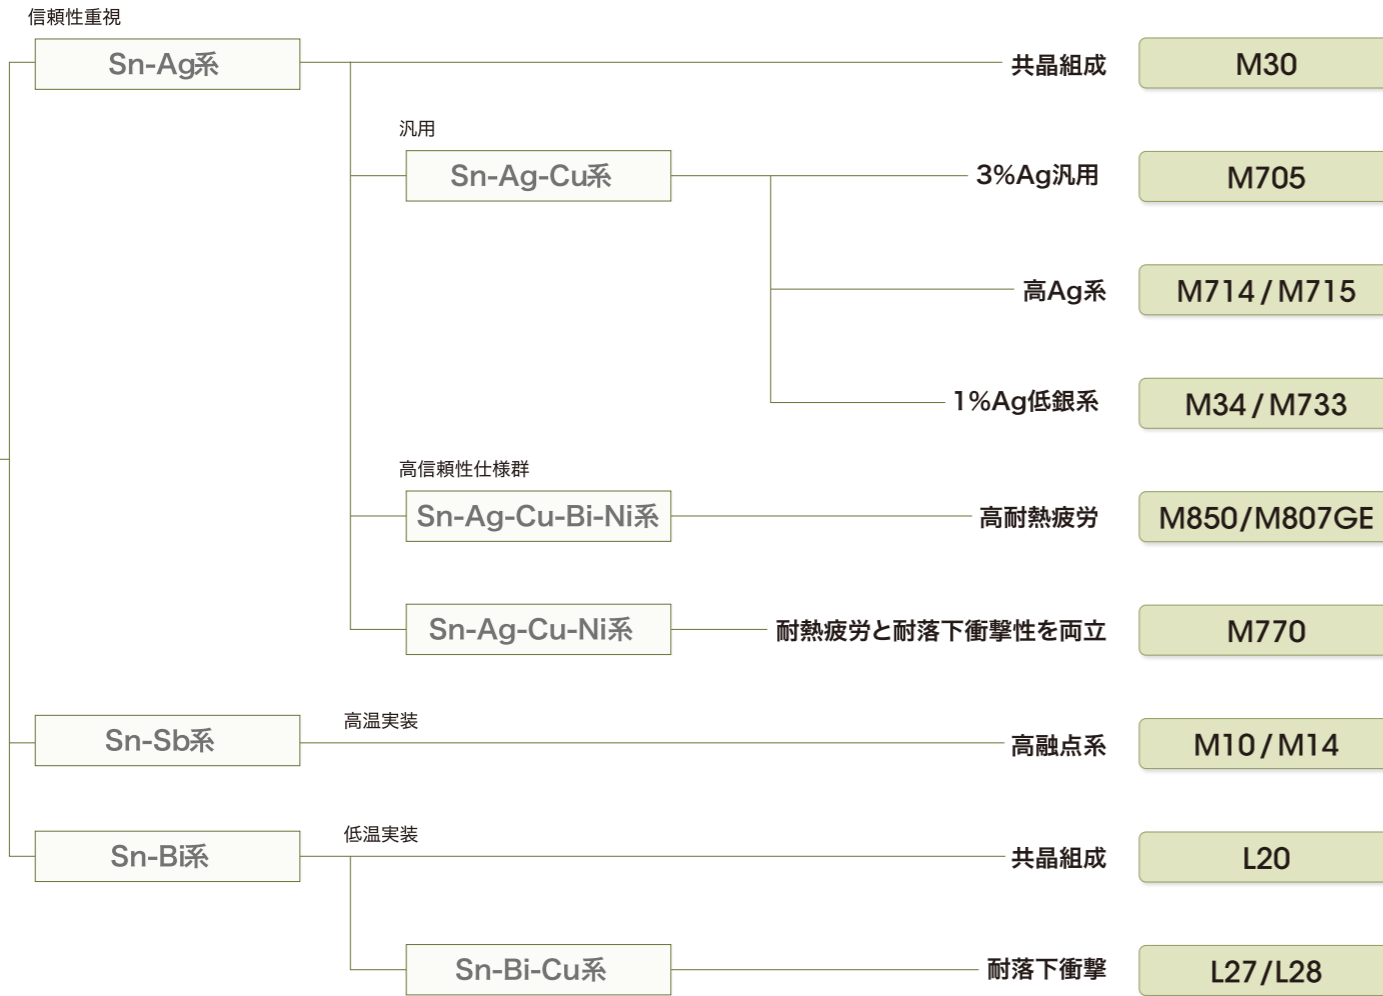 信頼性重視
Sn-Ag系
共晶組成
M30
汎用
Sn-Ag-Cu系
3%Ag汎用
M705
高Ag系
M714 / M715
1%Ag低銀系
M34 / M733
高信頼性仕様群
Sn-Ag-Cu-Bi-Ni系
高耐熱疲労
M850/M807GE
Sn-Ag-Cu-Ni系
耐熱疲労と耐落下衝撃性を両立
M770
Sn-Sb系
高温実装
高融点系
M10 / M14
Sn-Bi系
低温実装
共晶組成
L20
Sn-Bi-Cu系
耐落下衝撃
L27/L28